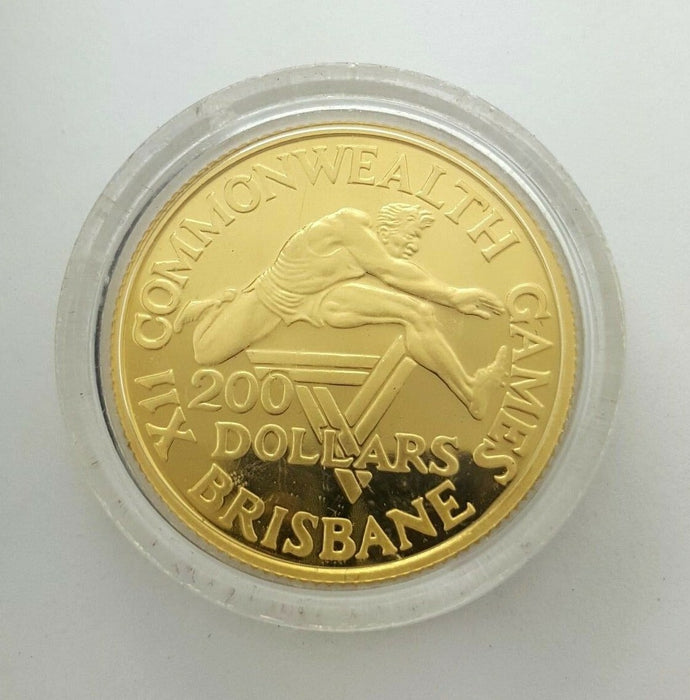 XII COMMONWEALTH GAMES
200
DOLLARS
BRISBANE